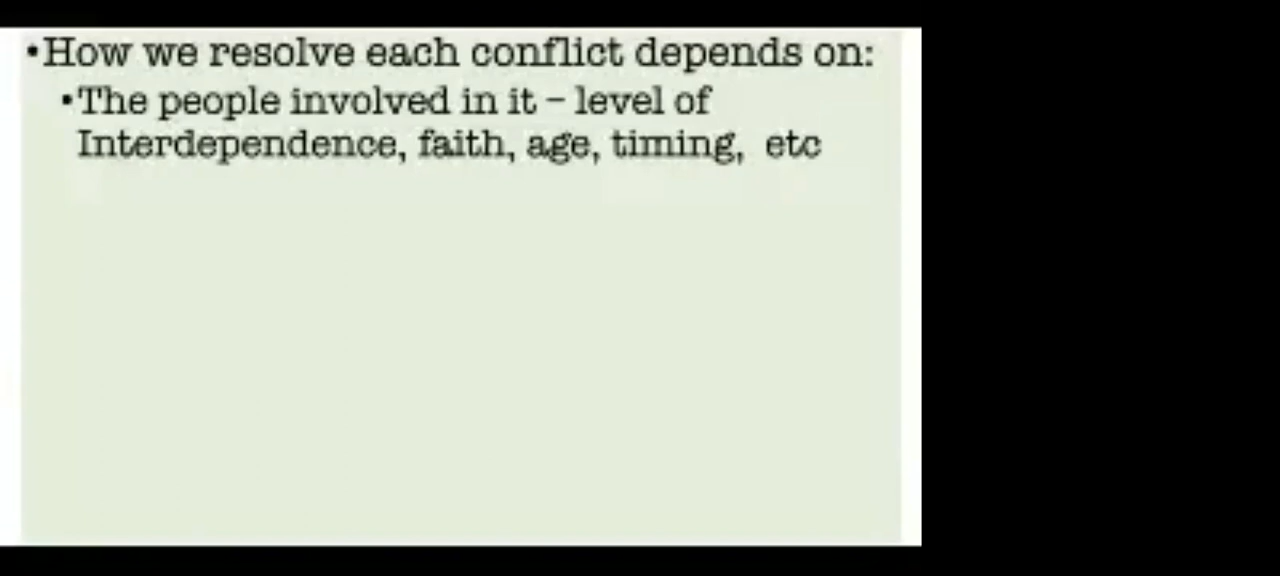 •How we resolve each conflict depends on:
•The people involved in it – level of
Interdependence, faith, age, timing,  etc